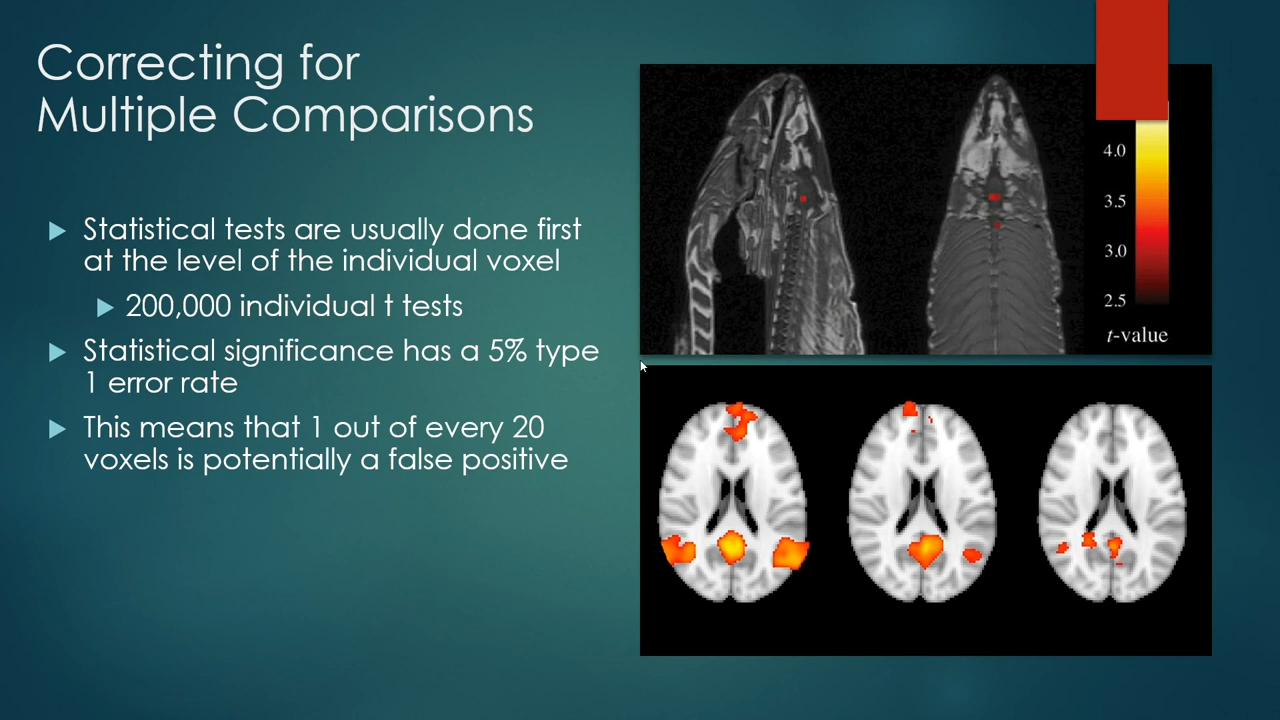 Correcting for
Multiple Comparisons
Statistical tests are usually done first
at the level of the individual voxel
200,000 individual t tests
Statistical significance has a 5% type
1 error rate
This means that 1 out of every 20
voxels is potentially a false positive
4.0
3.5
3.0
2.5
t-value